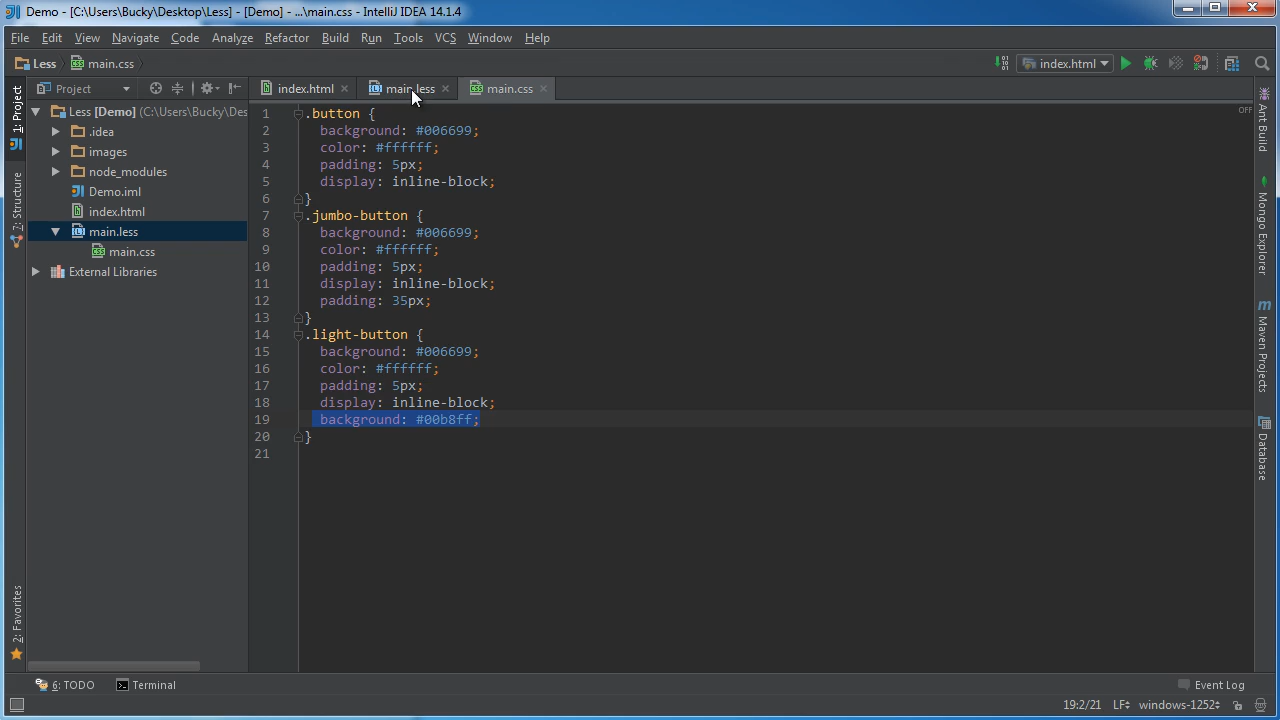 Demo - [C:\Users\Bucky\Desktop\Less] - [Demo] - ...\main.css - IntelliJ IDEA 14.1.4
File Edit View Navigate Code Analyze Refactor Build Run Tools VCS Window Help
Less main.css index.html
Project index.html main.less main.css
Less [Demo] (C:\Users\Bucky\Des
.idea
images
node_modules
Demo.iml
index.html
main.less
main.css
External Libraries
1: Project
7: Structure
2: Favorites
1 .button {
2 background: #006699;
3 color: #ffffff;
4 padding: 5px;
5 display: inline-block;
6 }
7 .jumbo-button {
8 background: #006699;
9 color: #ffffff;
10 padding: 5px;
11 display: inline-block;
12 padding: 35px;
13 }
14 .light-button {
15 background: #006699;
16 color: #ffffff;
17 padding: 5px;
18 display: inline-block;
19 background: #00b8ff;
20 }
21
OFF
Ant Build
Mongo Explorer
Maven Projects
Database
6: TODO Terminal Event Log
19:2/21 LF windows-1252